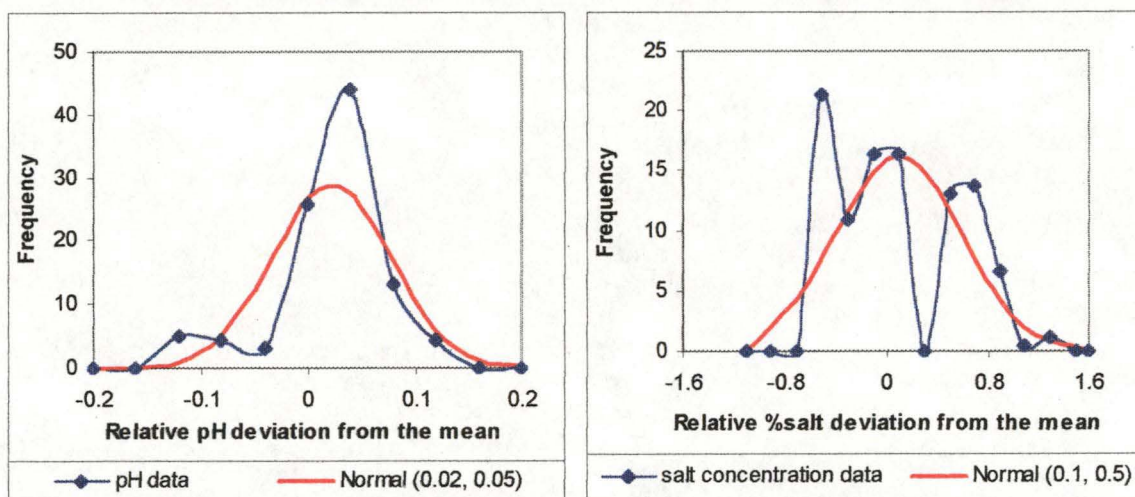 50
40
30
20
10
0
Frequency
-0.2 -0.1 0 0.1 0.2
Relative pH deviation from the mean
pH data Normal (0.02, 0.05)
25
20
15
10
5
0
Frequency
-1.6 -0.8 0 0.8 1.6
Relative %salt deviation from the mean
salt concentration data Normal (0.1, 0.5)